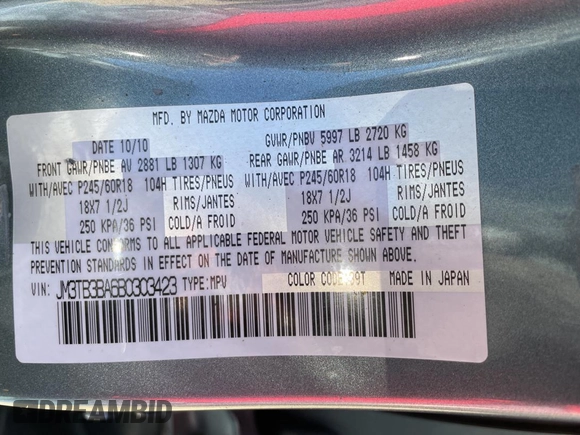 MFD. BY MAZDA MOTOR CORPORATION
DATE 10/10 GVWR/PNBV 5997 LB 2720 KG
FRONT GAWR/PNBE AV 2881 LB 1307 KG REAR GAWR/PNBE AR 3214 LB 1458 KG
WITH/AVEC P245/60R18 104H TIRES/PNEUS WITH/AVEC P245/60R18 104H TIRES/PNEUS
18X7 1/2J RIMS/JANTES 18X7 1/2J RIMS/JANTES
250 KPA/36 PSI COLD/A FROID 250 KPA/36 PSI COLD/A FROID
THIS VEHICLE CONFORMS TO ALL APPLICABLE FEDERAL MOTOR VEHICLE SAFETY AND THEFT
PREVENTION STANDARDS IN EFFECT ON THE DATE OF MANUFACTURE SHOWN ABOVE.
VIN: JM3TB3BA6B0303423 TYPE:MPV COLOR CODE:39T MADE IN JAPAN
DREAMBID